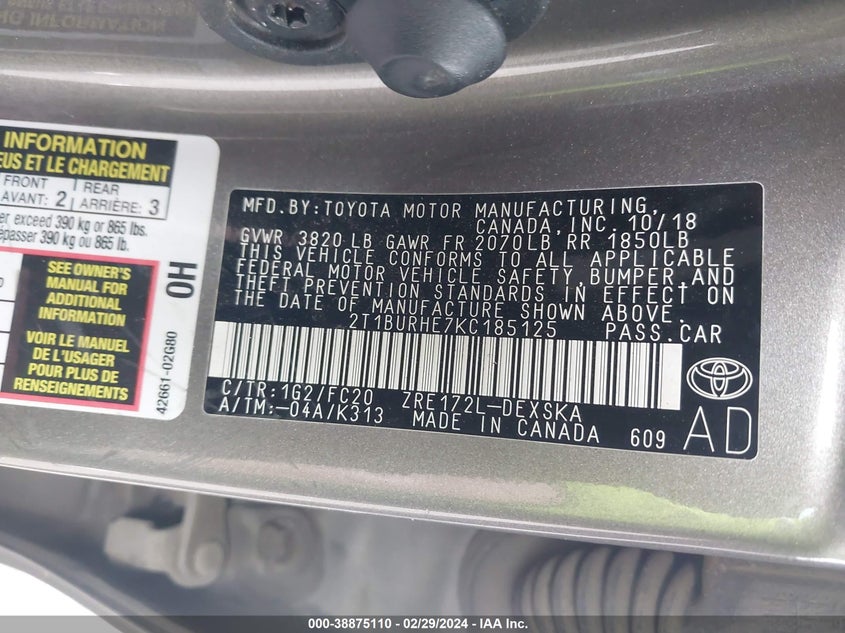 ING INFORMATION
INFORMATION
EUS ET LE CHARGEMENT
FRONT
AVANT: 2
REAR
ARRIÈRE: 3
er exceed 390 kg or 865 lbs.
épasser 390 kg ou 865 lb.
SEE OWNER'S
MANUAL FOR
ADDITIONAL
INFORMATION
VOIR LE MANUEL
DE L'USAGER
POUR PLUS DE
RENSEIGNEMENTS
0H
42661-02G80
MFD.BY:TOYOTA MOTOR MANUFACTURING,
CANADA,INC. 10/18
GVWR 3820 LB GAWR FR 2070LB RR 1850LB
THIS VEHICLE CONFORMS TO ALL APPLICABLE
FEDERAL MOTOR VEHICLE SAFETY,BUMPER,AND
THEFT PREVENTION STANDARDS IN EFFECT ON
THE DATE OF MANUFACTURE SHOWN ABOVE.
2T1BURHE7KC185125 PASS.CAR
C/TR:1G2/FC20 ZRE172L-DEXSKA
A/TM:-04A/K313 MADE IN CANADA 609
AD
000-38875110 - 02/29/2024 - IAA Inc.